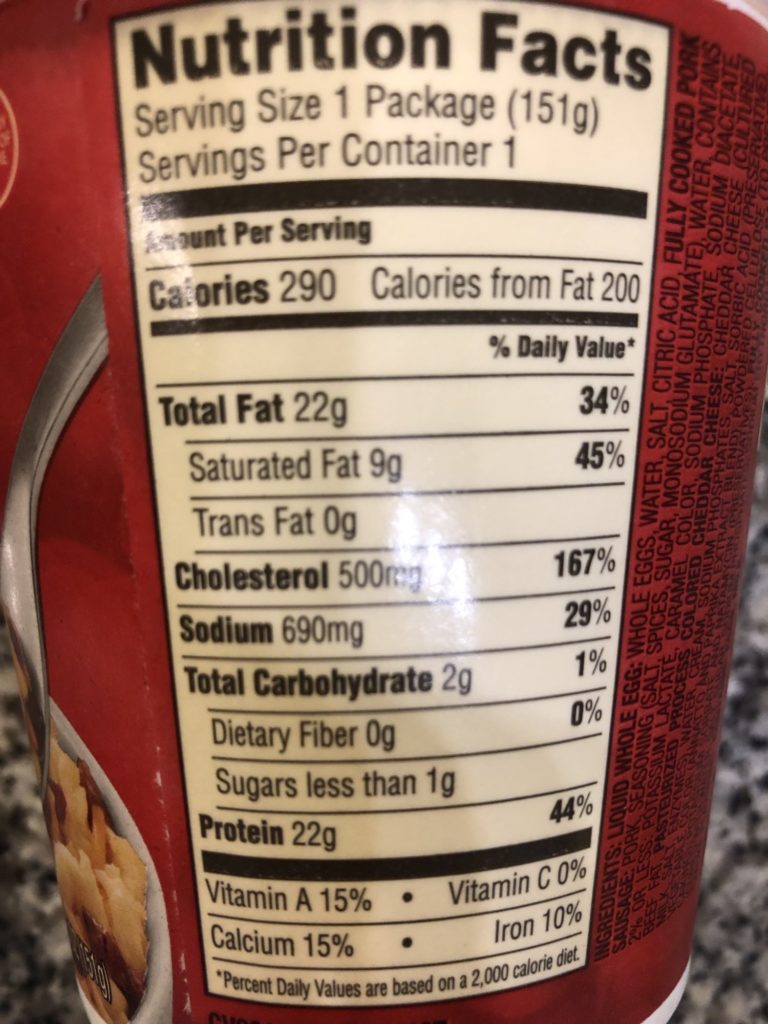 Nutrition Facts
Serving Size 1 Package (151g)
Servings Per Container 1
Amount Per Serving
Calories 290 Calories from Fat 200
% Daily Value*
Total Fat 22g 34%
Saturated Fat 9g 45%
Trans Fat 0g
Cholesterol 500mg 167%
Sodium 690mg 29%
Total Carbohydrate 2g 1%
Dietary Fiber 0g 0%
Sugars less than 1g
Protein 22g 44%
Vitamin A 15% • Vitamin C 0%
Calcium 15% • Iron 10%
*Percent Daily Values are based on a 2,000 calorie diet.
INGREDIENTS: LIQUID WHOLE EGG: WHOLE EGGS, WATER, SALT, CITRIC ACID, FULLY COOKED PORK
SAUSAGE: PORK, SEASONING (SALT, SPICES, SUGAR, MONOSODIUM GLUTAMATE), WATER, CONTAINS
2% OR LESS: POTASSIUM LACTATE, CARAMEL COLOR, SODIUM PHOSPHATE, SODIUM DIACETATE,
BEEF FAT, PASTEURIZED PROCESS COLORED CHEDDAR CHEESE: CHEDDAR CHEESE (CULTURED
(151g)